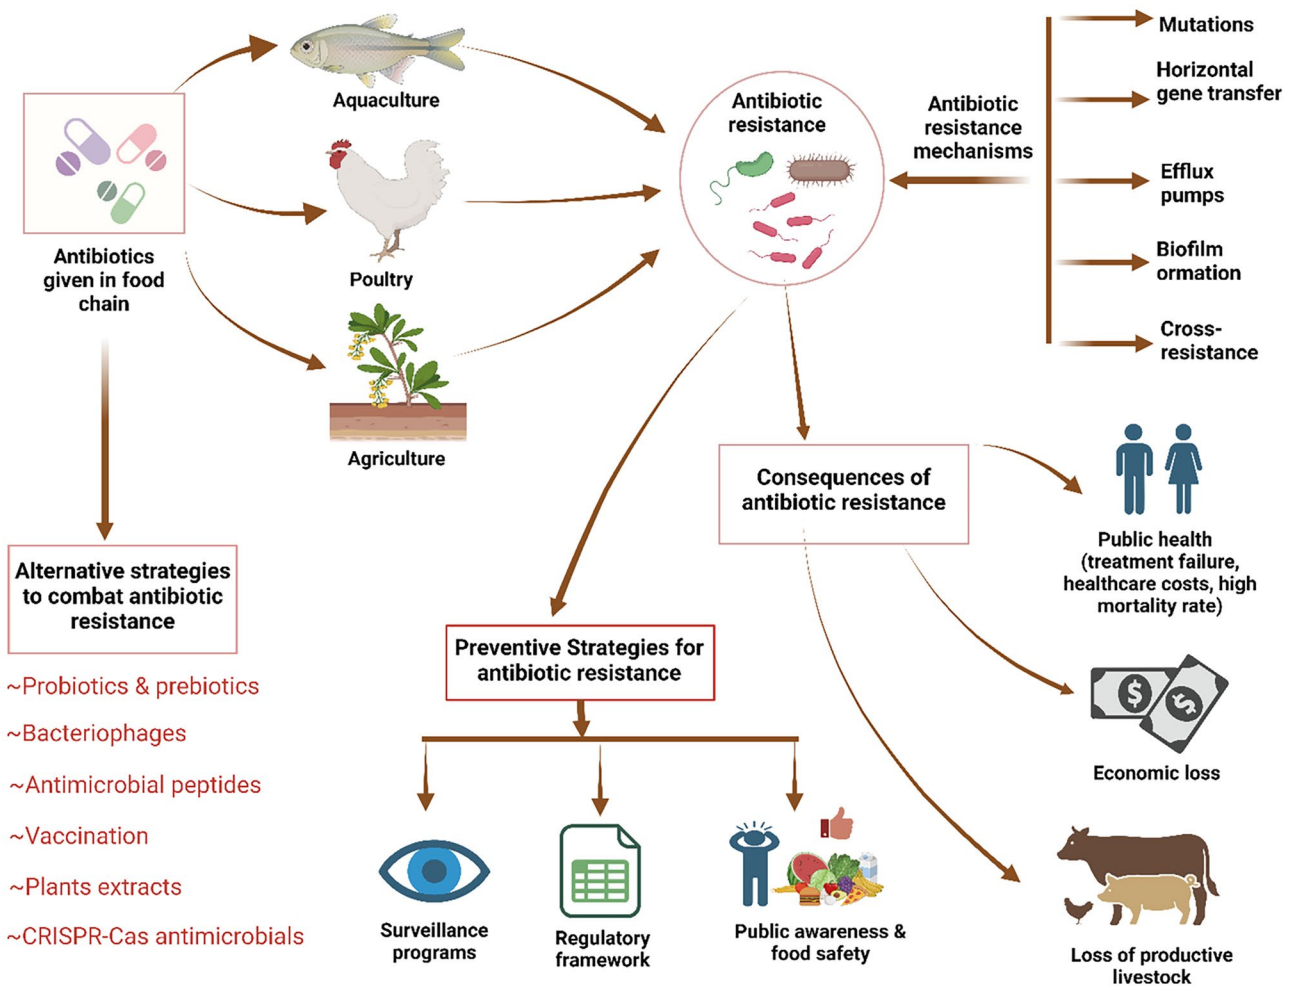 Aquaculture
Poultry
Agriculture
Antibiotics
given in food
chain
Antibiotic
resistance
Antibiotic
resistance
mechanisms
Mutations
Horizontal
gene transfer
Efflux
pumps
Biofilm
ormation
Cross-
resistance
Alternative strategies
to combat antibiotic
resistance
~Probiotics & prebiotics
~Bacteriophages
~Antimicrobial peptides
~Vaccination
~Plants extracts
~CRISPR-Cas antimicrobials
Preventive Strategies for
antibiotic resistance
Surveillance
programs
Regulatory
framework
Public awareness &
food safety
Consequences of
antibiotic resistance
Public health
(treatment failure,
healthcare costs, high
mortality rate)
$
$
Economic loss
Loss of productive
livestock